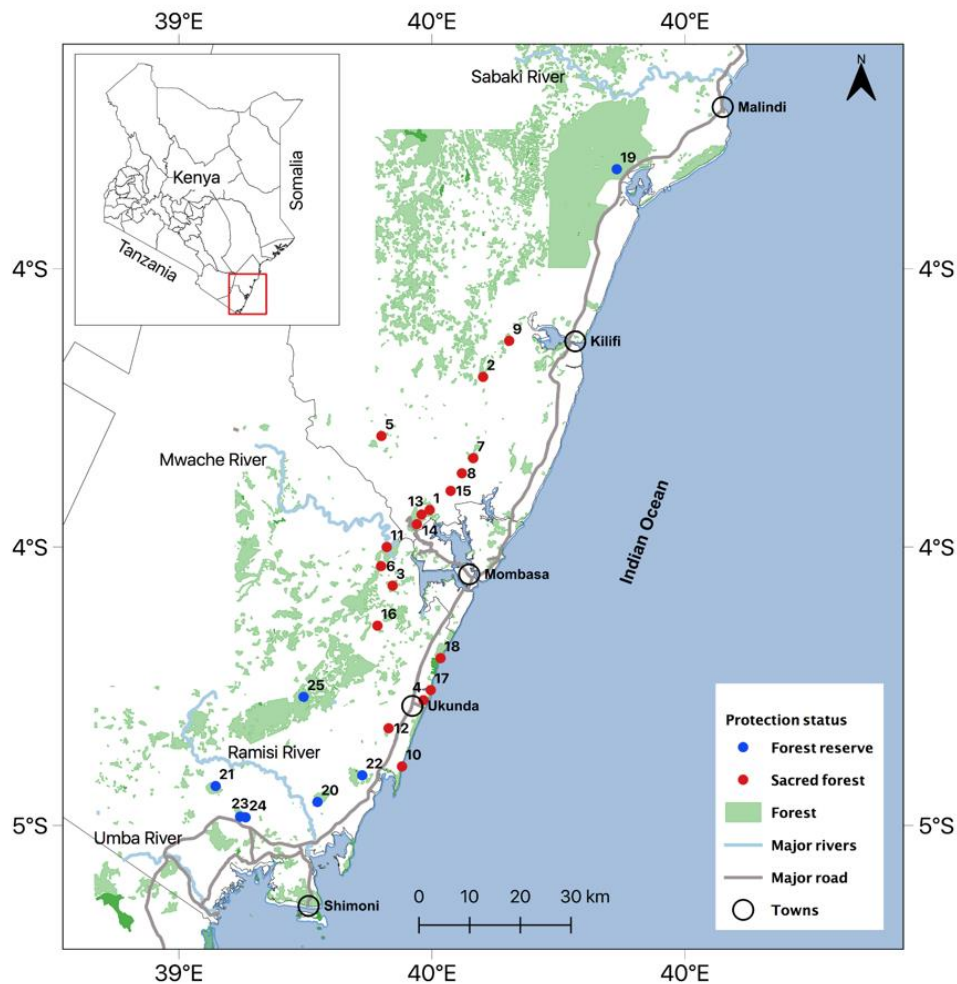 39°E 40°E 40°E
Sabaki River
N
Malindi
Kenya
Somalia
Tanzania
19
4°S 4°S
9
Kilifi
2
5
7
Mwache River
8
15
13 1
14
11
4°S 4°S
6
Mombasa
3
Indian Ocean
16
18
25
17
4
Ukunda
12
Ramisi River
10
22
21
20
23 24
5°S 5°S
Umba River
Shimoni
0 10 20 30 km
Protection status
Forest reserve
Sacred forest
Forest
Major rivers
Major road
Towns
39°E 40°E 40°E